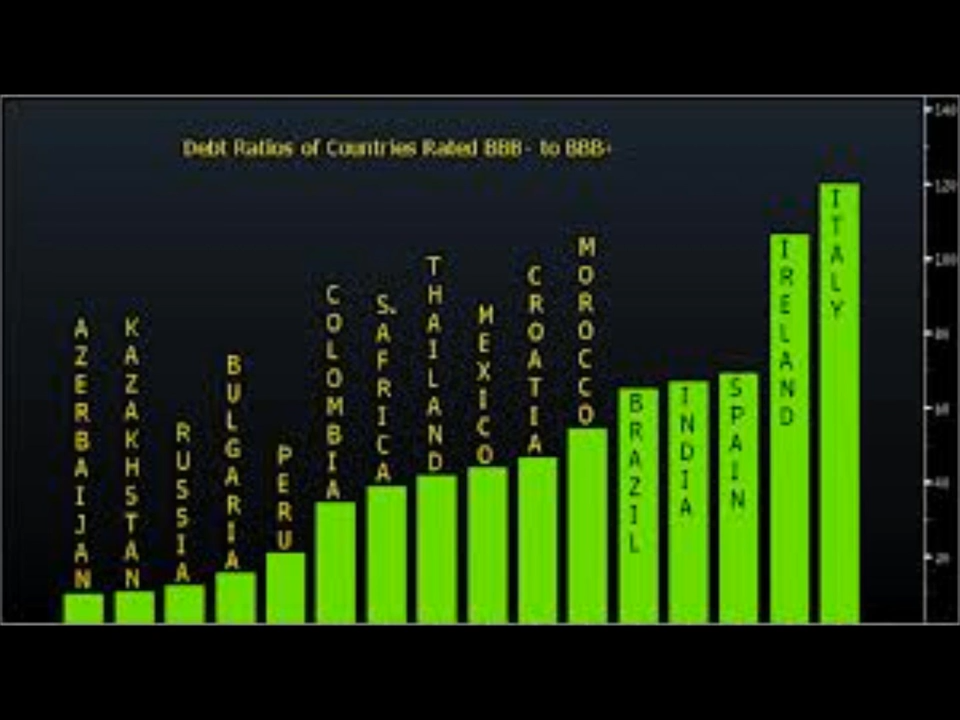 Debt Ratios of Countries Rated BBB- to BBB+
AZERBAIJAN
KAZAKHSTAN
RUSSIA
BULGARIA
PERU
COLOMBIA
S.AFRICA
THAILAND
MEXICO
CROATIA
MOROCCO
BRAZIL
INDIA
SPAIN
IRELAND
ITALY
140
120
100
80
60
40
20